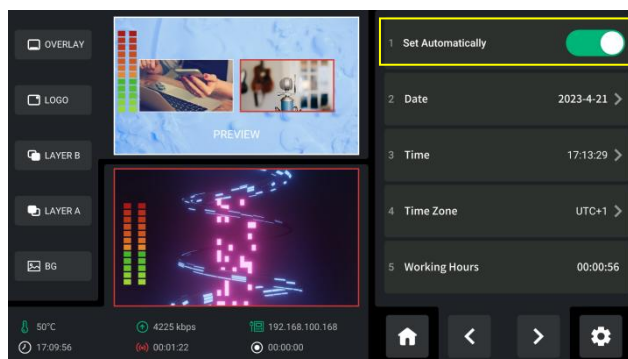 OVERLAY
LOGO
LAYER B
LAYER A
BG
PREVIEW
1 Set Automatically
2 Date 2023-4-21
3 Time 17:13:29
4 Time Zone UTC+1
5 Working Hours 00:00:56
50°C 4225 kbps 192.168.100.168
17:09:56 00:01:22 00:00:00